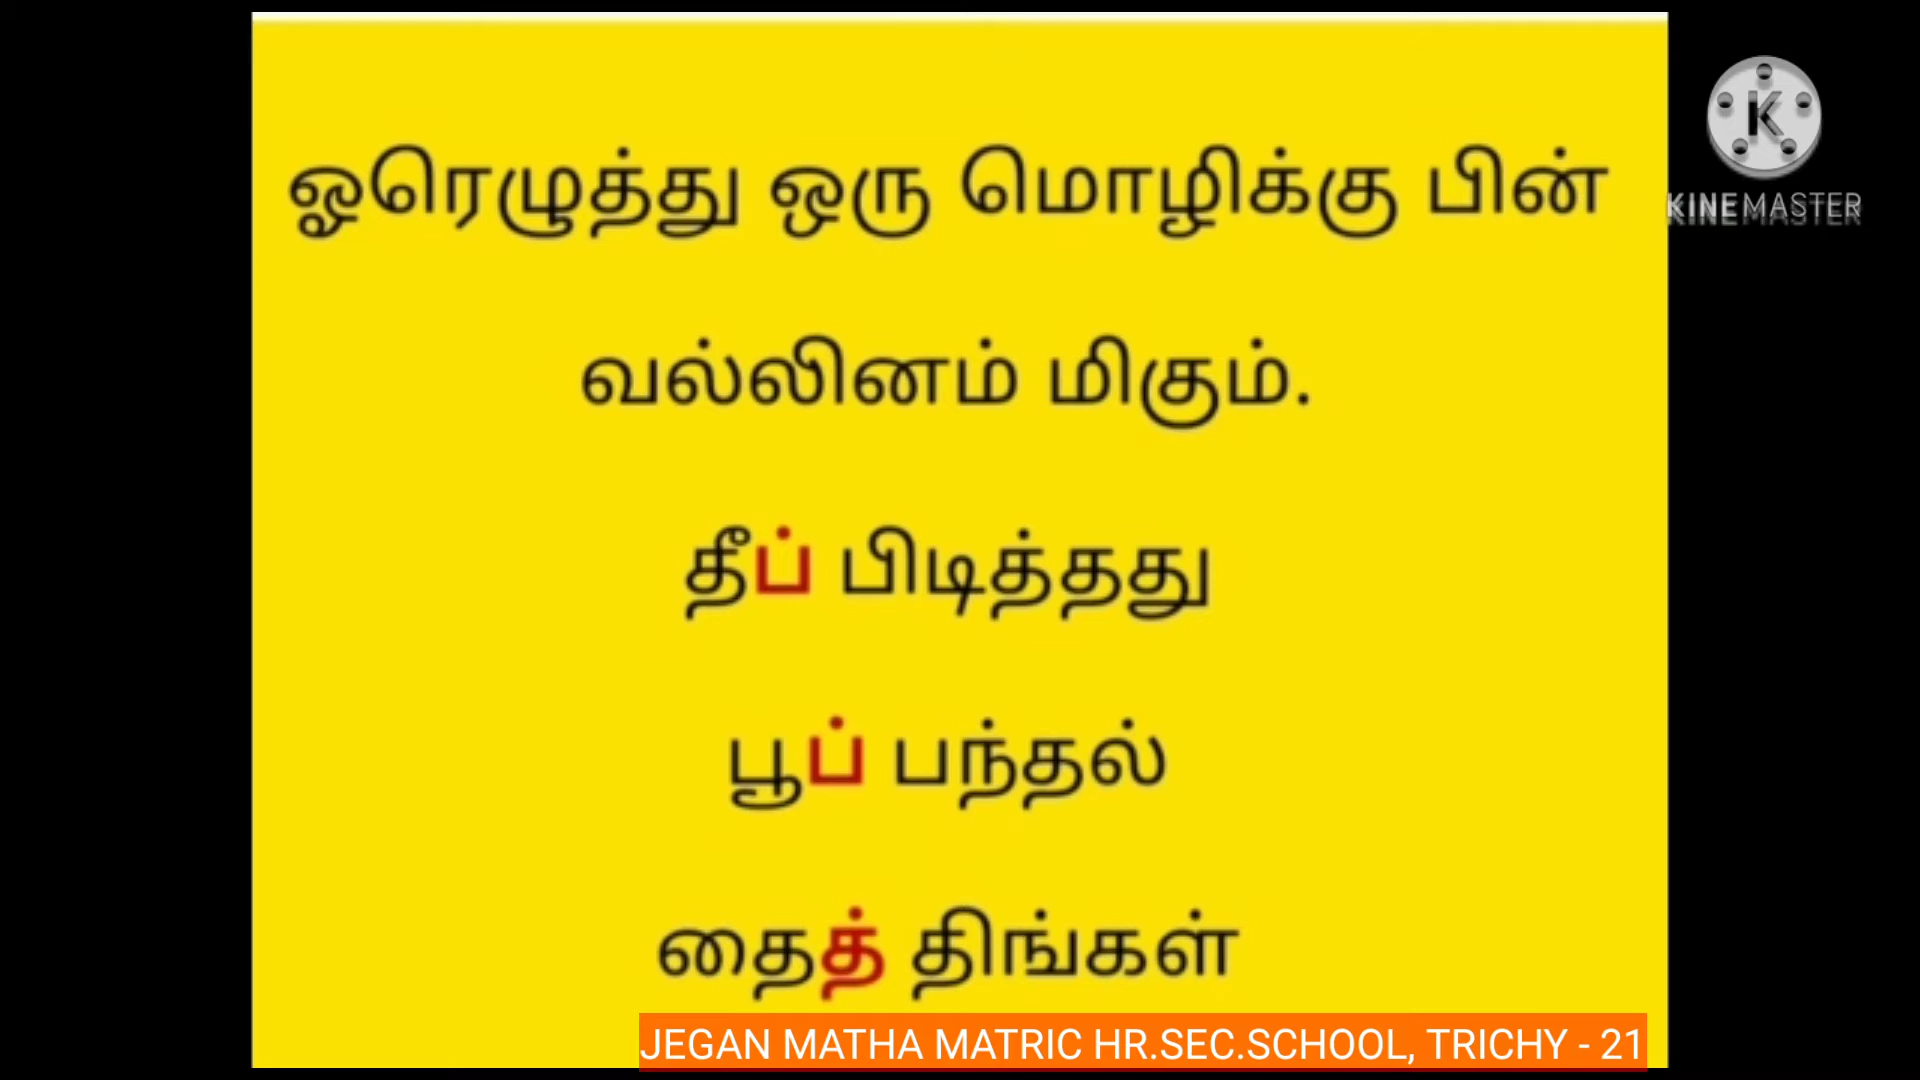 ஓரெழுத்து ஒரு மொழிக்கு பின்
வல்லினம் மிகும்.
தீப் பிடித்தது
பூப் பந்தல்
தைத் திங்கள்
K
KINEMASTER
JEGAN MATHA MATRIC HR.SEC.SCHOOL, TRICHY - 21